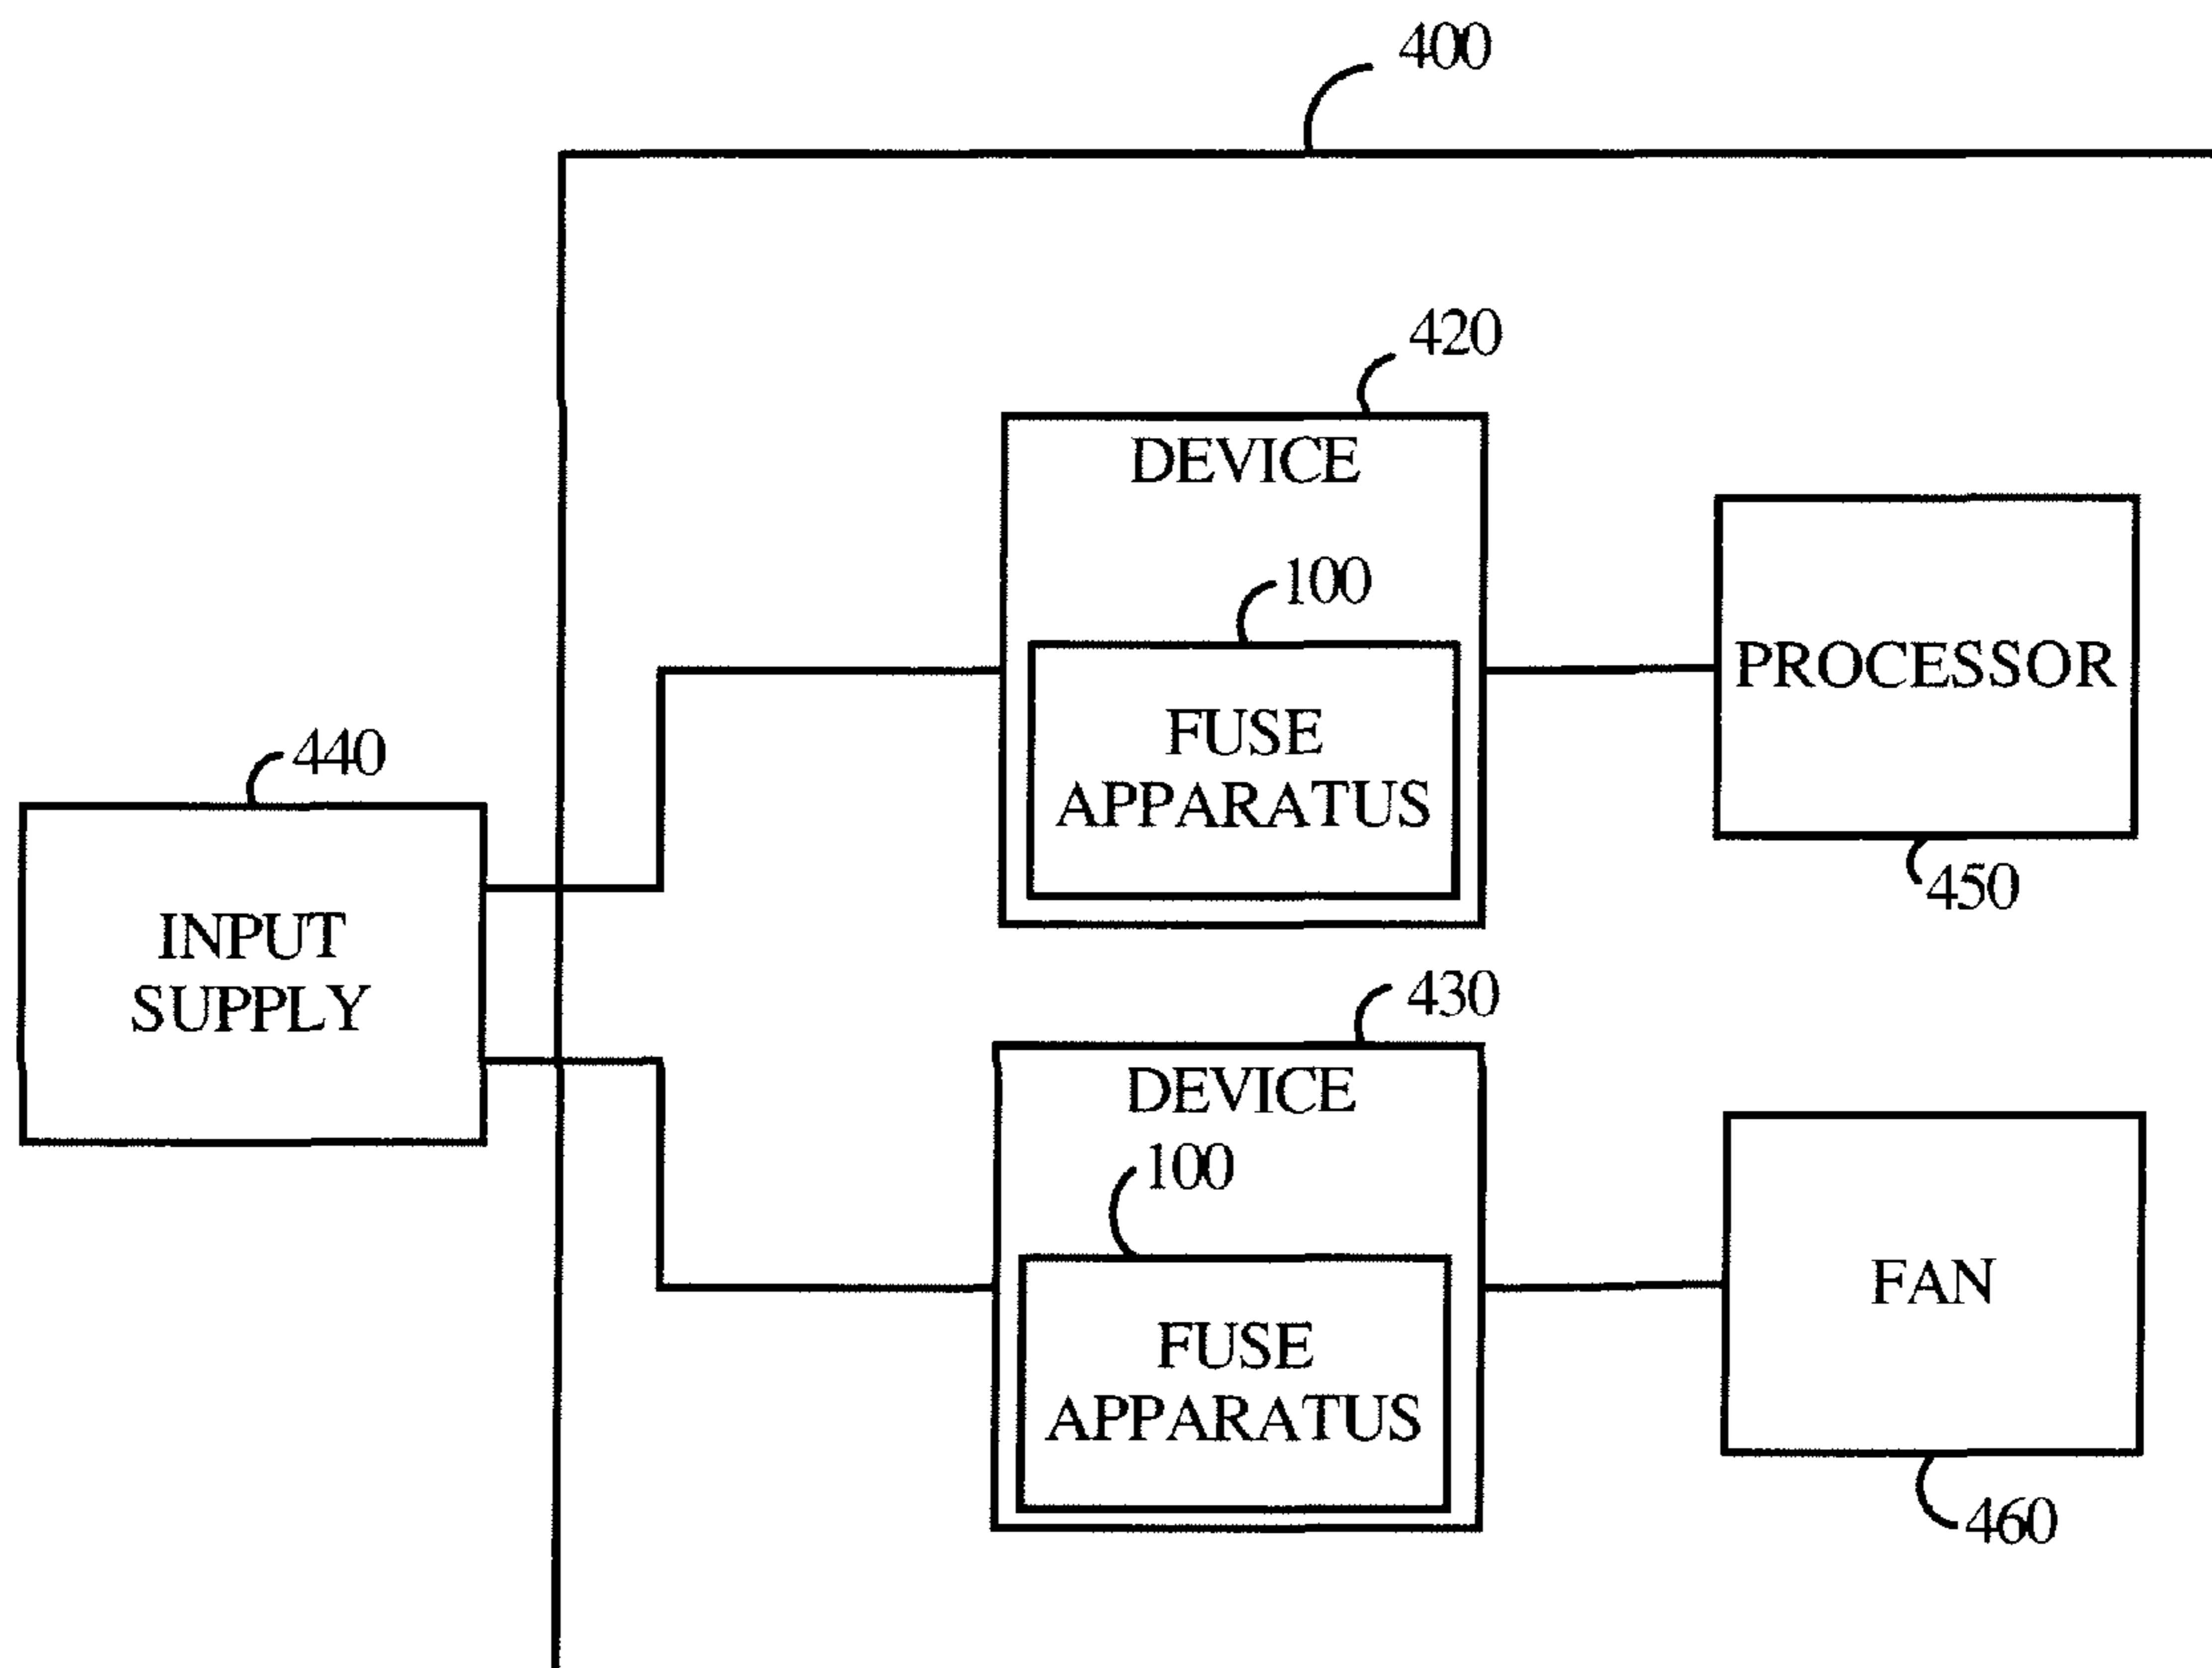 400
420
DEVICE
100
FUSE
APPARATUS
PROCESSOR
450
440
INPUT
SUPPLY
430
DEVICE
100
FUSE
APPARATUS
FAN
460